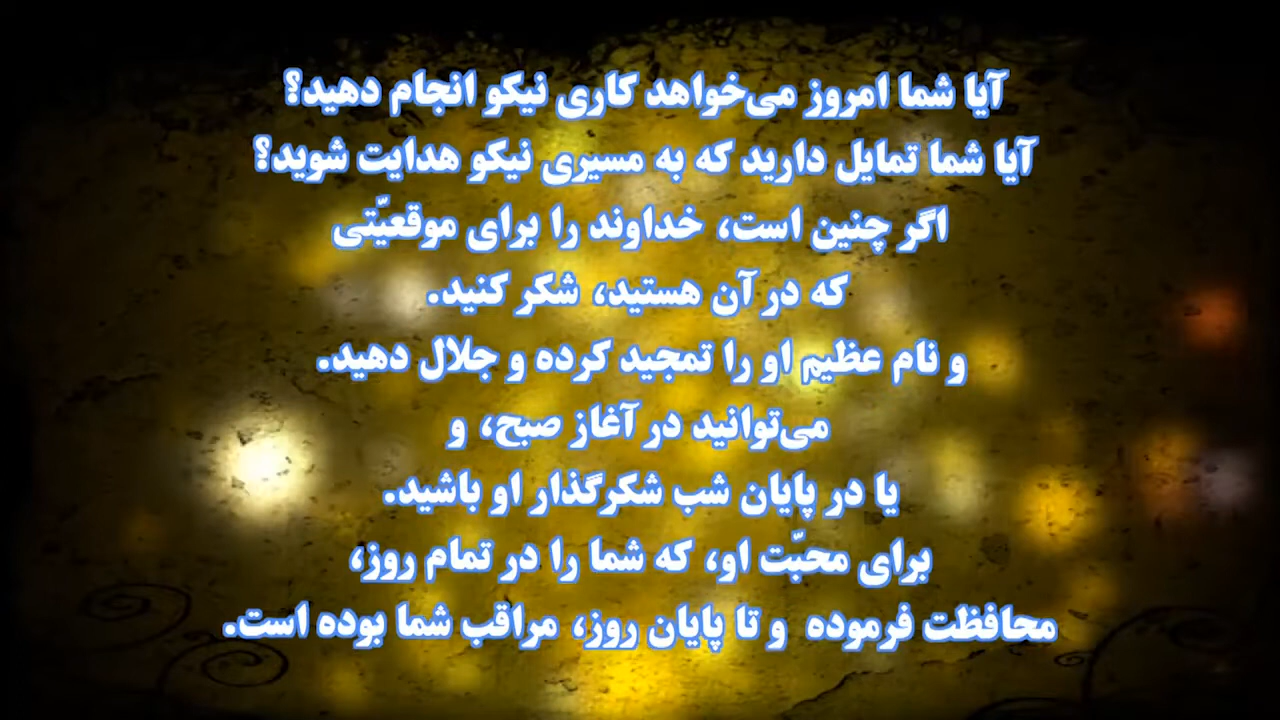 آیا شما امروز می‌خواهد کاری نیکو انجام دهید؟
آیا شما تمایل دارید که به مسیری نیکو هدایت شوید؟
اگر چنین است، خداوند را برای موقعیّتی
که در آن هستید، شکر کنید.
و نام عظیم او را تمجید کرده و جلال دهید.
می‌توانید در آغاز صبح، و
یا در پایان شب شکرگذار او باشید.
برای محبّت او، که شما را در تمام روز،
محافظت فرموده و تا پایان روز، مراقب شما بوده است.